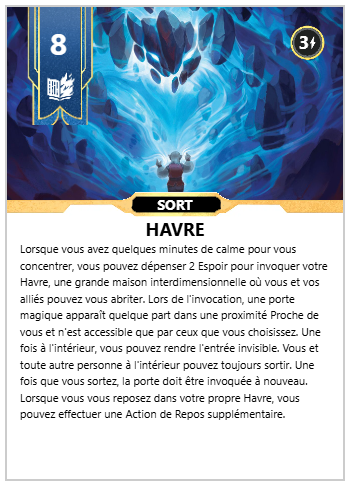 8
3
SORT
HAVRE
Lorsque vous avez quelques minutes de calme pour vous
concentrer, vous pouvez dépenser 2 Espoir pour invoquer votre
Havre, une grande maison interdimensionnelle où vous et vos
alliés pouvez vous abriter. Lors de l'invocation, une porte
magique apparaît quelque part dans une proximité Proche de
vous et n'est accessible que par ceux que vous choisissez. Une
fois à l'intérieur, vous pouvez rendre l'entrée invisible. Vous et
toute autre personne à l'intérieur pouvez toujours sortir. Une
fois que vous sortez, la porte doit être invoquée à nouveau.
Lorsque vous vous reposez dans votre propre Havre, vous
pouvez effectuer une Action de Repos supplémentaire.